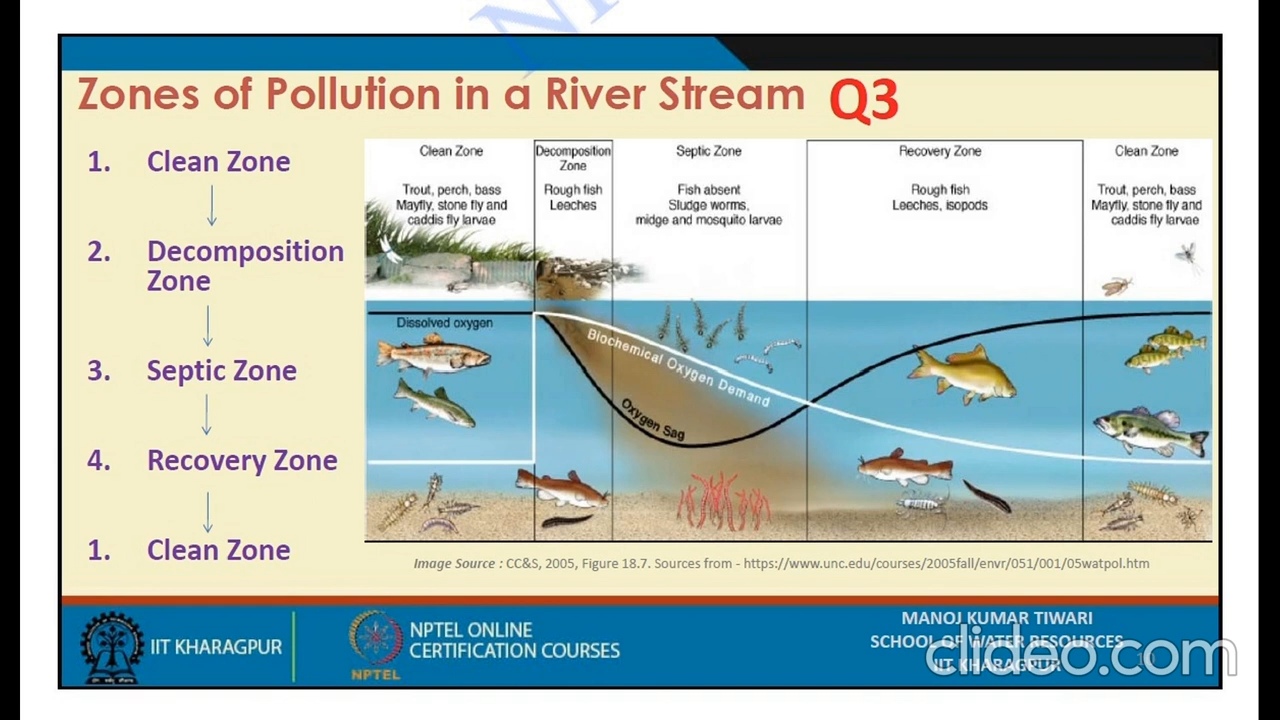 Zones of Pollution in a River Stream Q3
1. Clean Zone
2. Decomposition
Zone
3. Septic Zone
4. Recovery Zone
1. Clean Zone
Clean Zone
Trout, perch, bass
Mayfly, stone fly and
caddis fly larvae
Decomposition
Zone
Rough fish
Leeches
Septic Zone
Fish absent
Sludge worms,
midge and mosquito larvae
Recovery Zone
Rough fish
Leeches, isopods
Clean Zone
Trout, perch, bass
Mayfly, stone fly and
caddis fly larvae
Dissolved oxygen
Biochemical Oxygen Demand
Oxygen Sag
Image Source : CC&S, 2005, Figure 18.7. Sources from - https://www.unc.edu/courses/2005fall/envr/051/001/05watpol.htm
IIT KHARAGPUR
NPTEL
NPTEL ONLINE
CERTIFICATION COURSES
MANOJ KUMAR TIWARI
SCHOOL OF WATER RESOURCES
IIT KHARAGPUR
clideo.com